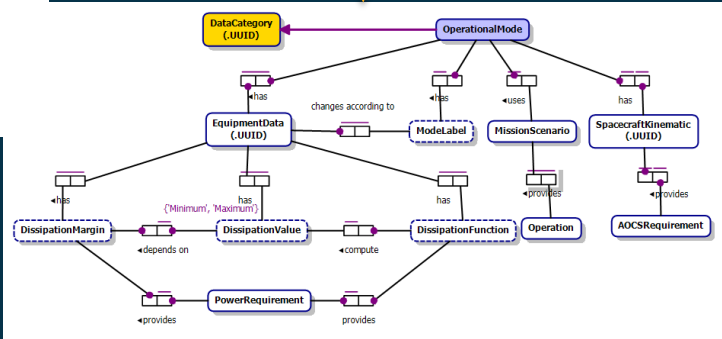 DataCategory
(.UUID)
OperationalMode
◄has
changes according to
◄has
◄uses
has
EquipmentData
(.UUID)
ModeLabel
MissionScenario
SpacecraftKinematic
(.UUID)
◄has
has
has
◄provides
◄provides
{'Minimum', 'Maximum'}
DissipationMargin
DissipationValue
DissipationFunction
Operation
AOCSRequirement
◄depends on
◄compute
PowerRequirement
◄provides
provides